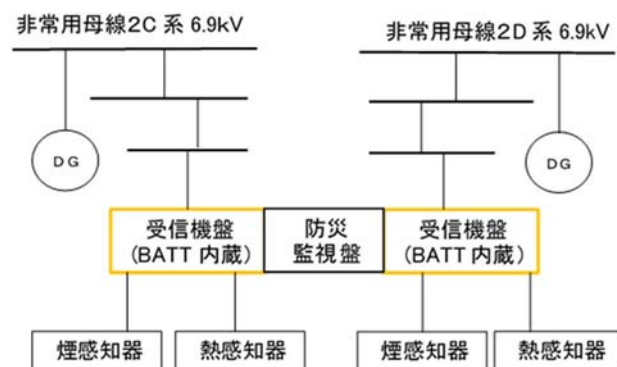 非常用母線2C 系 6.9kV
非常用母線2D 系 6.9kV
DG
DG
受信機盤
(BATT 内蔵)
防災
監視盤
受信機盤
(BATT 内蔵)
煙感知器
熱感知器
煙感知器
熱感知器